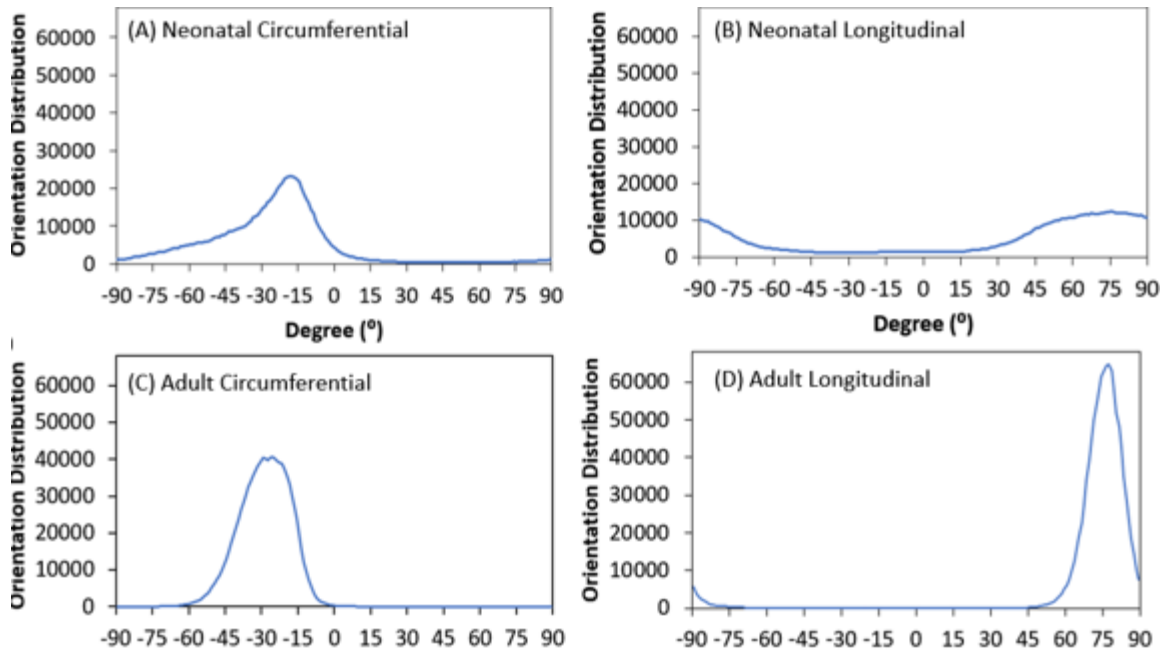 (A) Neonatal Circumferential
Orientation Distribution
60000
50000
40000
30000
20000
10000
0
-90 -75 -60 -45 -30 -15 0 15 30 45 60 75 90
Degree (⁰)
(B) Neonatal Longitudinal
Orientation Distribution
60000
50000
40000
30000
20000
10000
0
-90 -75 -60 -45 -30 -15 0 15 30 45 60 75 90
Degree (⁰)
(C) Adult Circumferential
Orientation Distribution
60000
50000
40000
30000
20000
10000
0
-90 -75 -60 -45 -30 -15 0 15 30 45 60 75 90
(D) Adult Longitudinal
Orientation Distribution
60000
50000
40000
30000
20000
10000
0
-90 -75 -60 -45 -30 -15 0 15 30 45 60 75 90